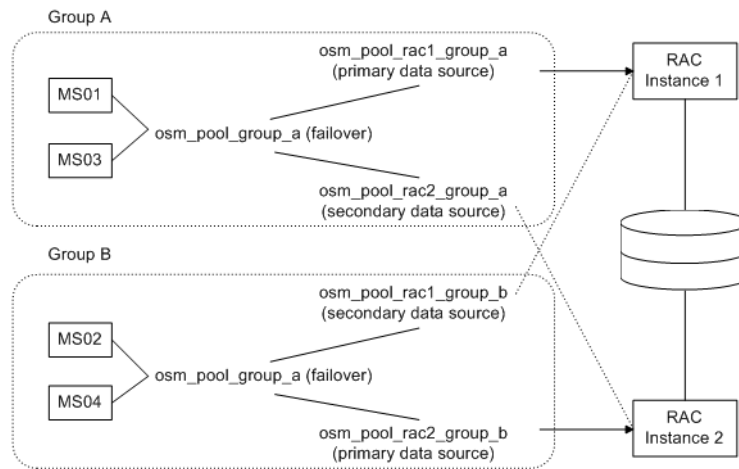 Group A
osm_pool_rac1_group_a
(primary data source)
RAC
Instance 1
MS01
osm_pool_group_a (failover)
MS03
osm_pool_rac2_group_a
(secondary data source)
Group B
osm_pool_rac1_group_b
(secondary data source)
MS02
osm_pool_group_a (failover)
MS04
osm_pool_rac2_group_b
(primary data source)
RAC
Instance 2